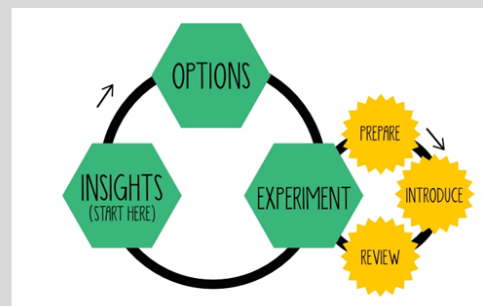 OPTIONS
INSIGHTS
(START HERE)
EXPERIMENT
PREPARE
INTRODUCE
REVIEW